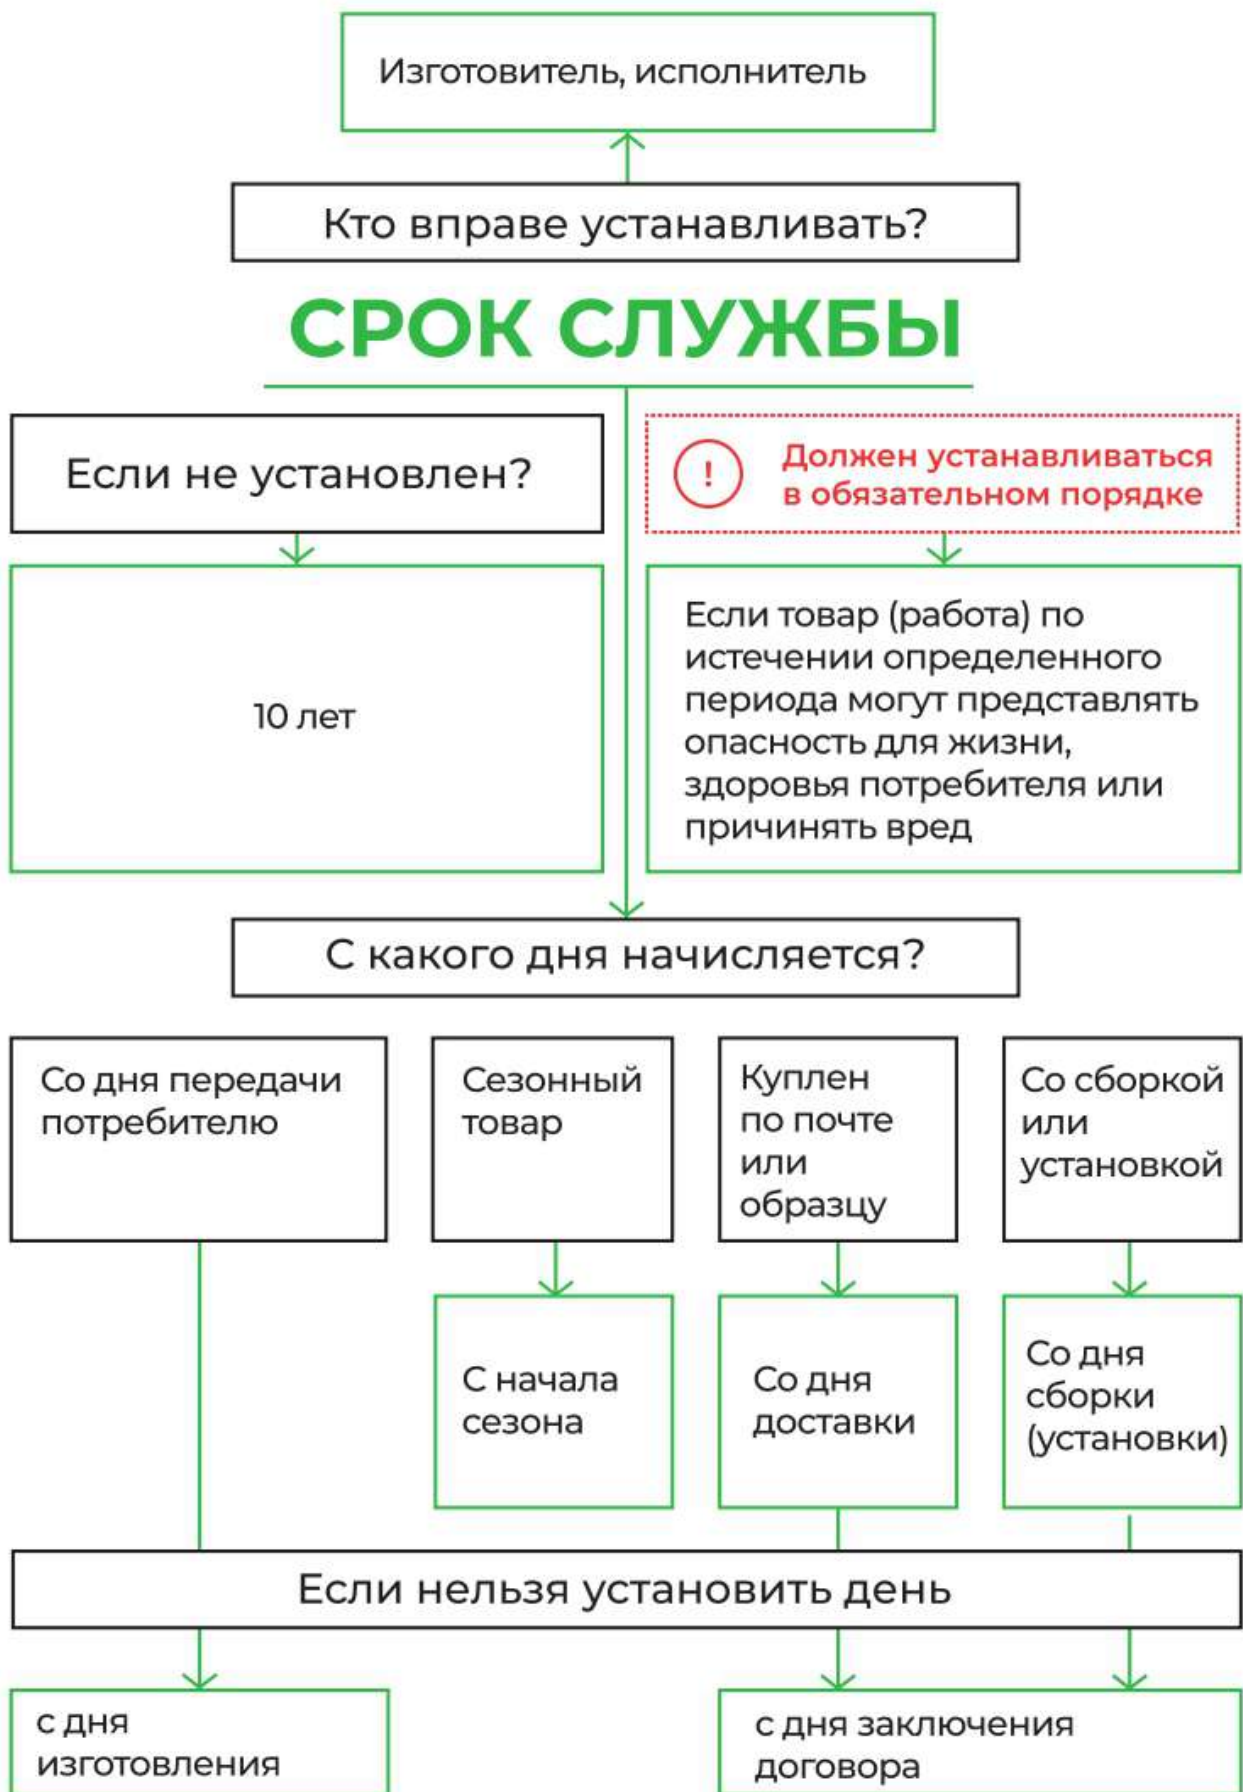 Изготовитель, исполнитель
Кто вправе устанавливать?
СРОК СЛУЖБЫ
Если не установлен?
!
Должен устанавливаться
в обязательном порядке
10 лет
Если товар (работа) по
истечении определенного
периода могут представлять
опасность для жизни,
здоровья потребителя или
причинять вред
С какого дня начисляется?
Со дня передачи
потребителю
Сезонный
товар
Куплен
по почте
или
образцу
Со сборкой
или
установкой
С начала
сезона
Со дня
доставки
Со дня
сборки
(установки)
Если нельзя установить день
с дня
изготовления
с дня заключения
договора